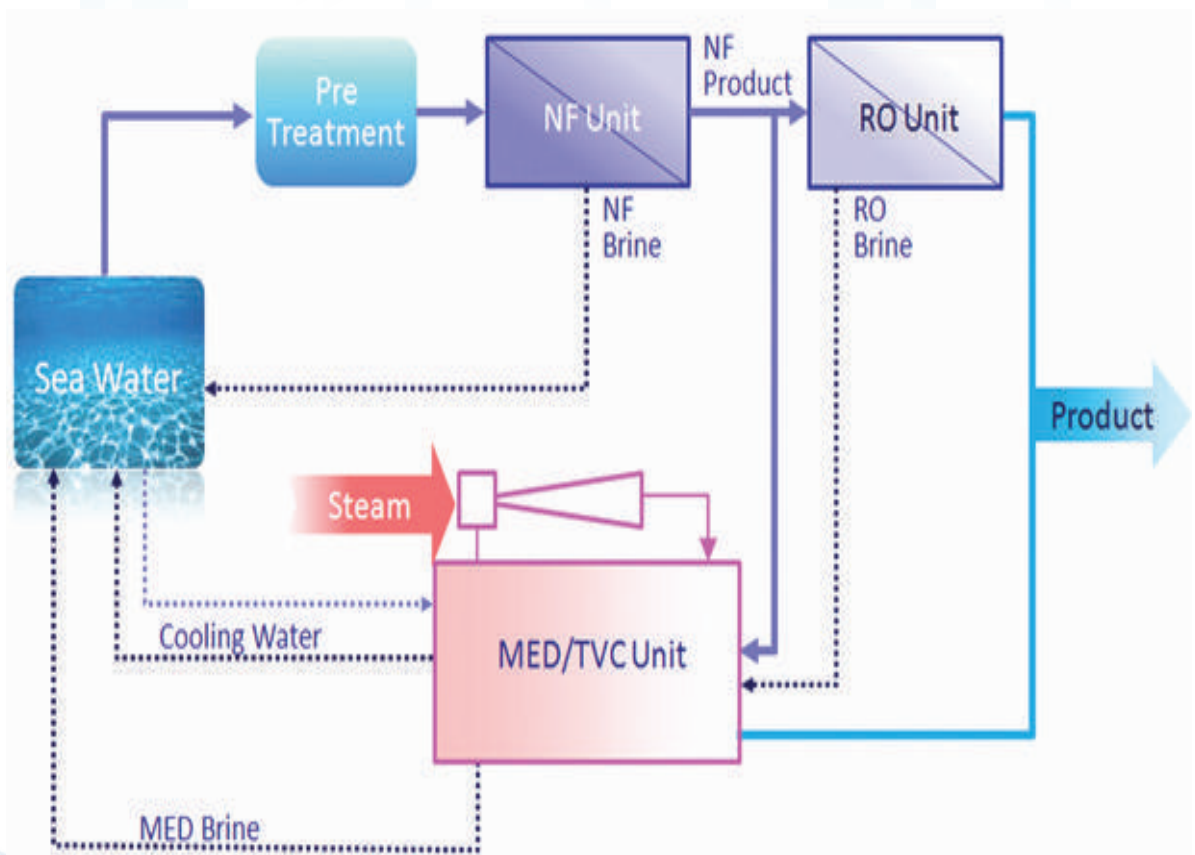 Pre
Treatment
NF Unit
NF
Product
RO Unit
NF
Brine
RO
Brine
Sea Water
Product
Steam
Cooling Water
MED/TVC Unit
MED Brine